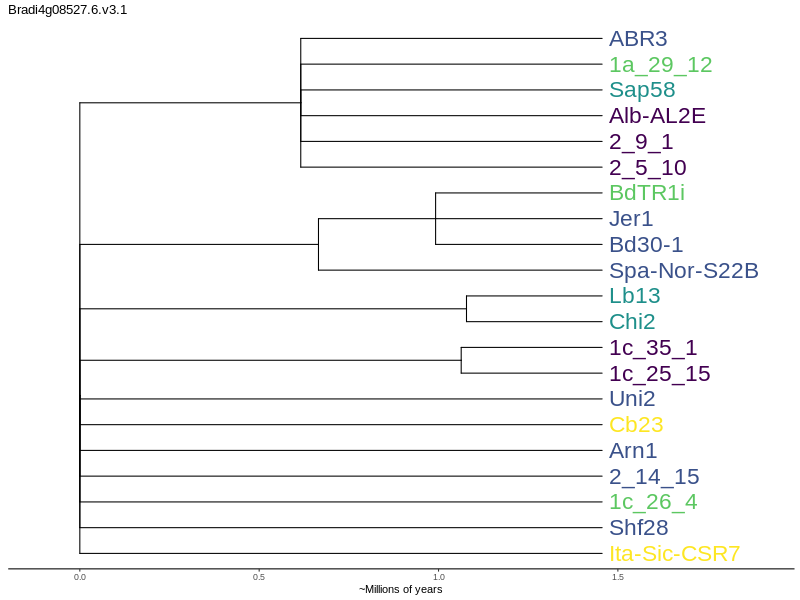 Bradi4g08527.6.v3.1
ABR3
1a_29_12
Sap58
Alb-AL2E
2_9_1
2_5_10
BdTR1i
Jer1
Bd30-1
Spa-Nor-S22B
Lb13
Chi2
1c_35_1
1c_25_15
Uni2
Cb23
Arn1
2_14_15
1c_26_4
Shf28
Ita-Sic-CSR7
0.0 0.5 1.0 1.5
~Millions of years